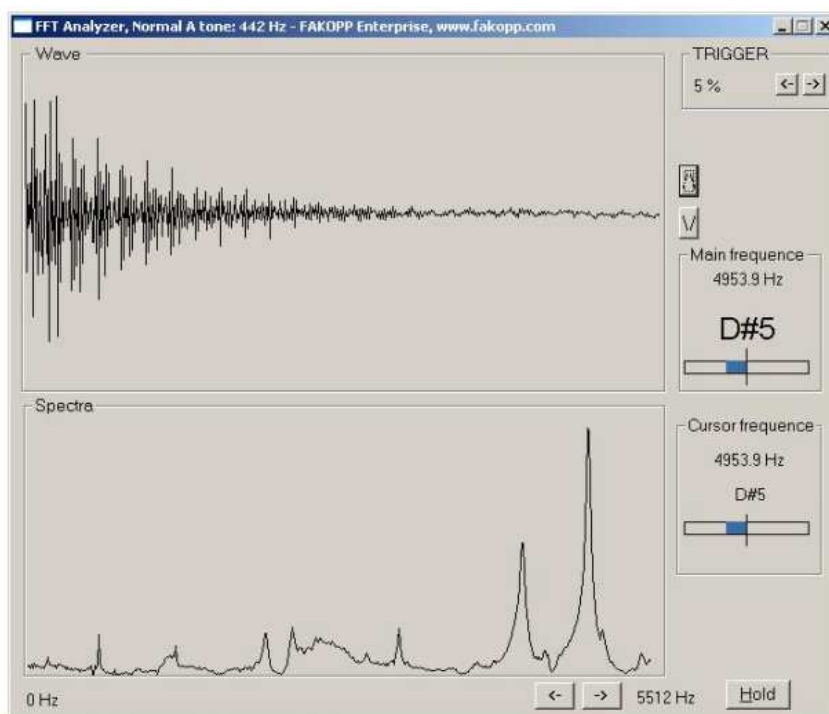 FFT Analyzer, Normal A tone: 442 Hz - FAKOPP Enterprise, www.fakopp.com
Wave
TRIGGER
5 %
<- ->
\/
Main frequence
4953.9 Hz
D#5
Spectra
Cursor frequence
4953.9 Hz
D#5
0 Hz
<- ->
5512 Hz
Hold